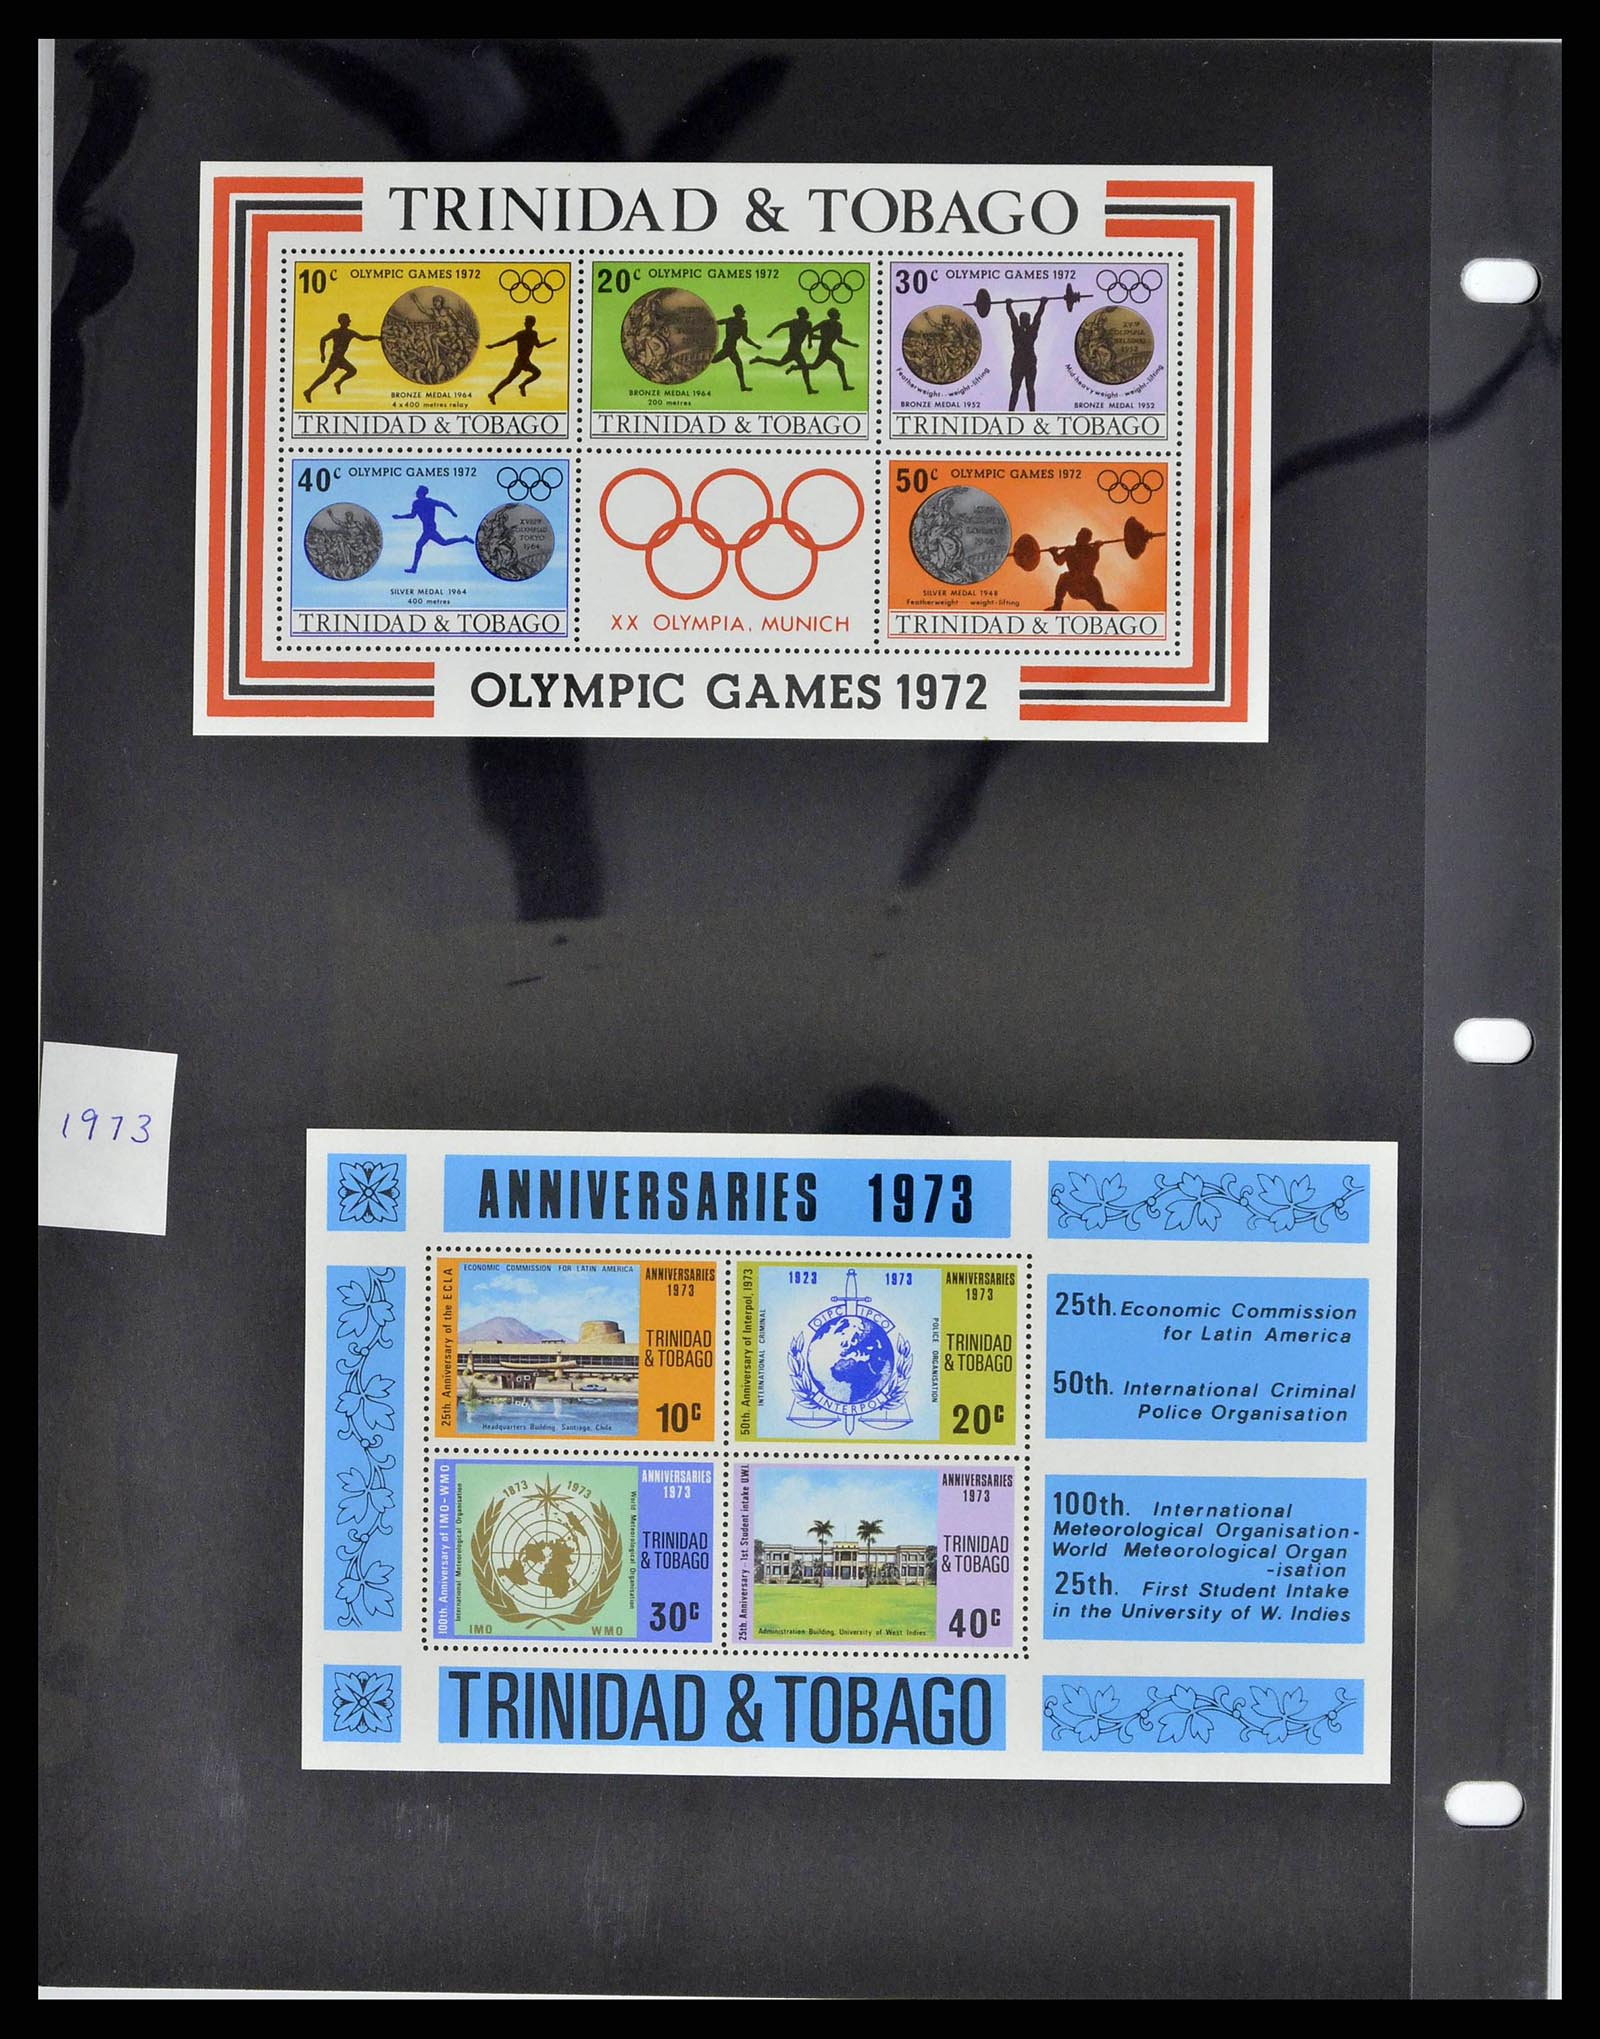 TRINIDAD & TOBAGO
10c OLYMPIC GAMES 1972
BRONZE MEDAL 1964
4 x 400 metres relay
TRINIDAD & TOBAGO
20c OLYMPIC GAMES 1972
BRONZE MEDAL 1964
200 metres
TRINIDAD & TOBAGO
30c OLYMPIC GAMES 1972
Featherweight - weight-lifting
BRONZE MEDAL 1952
Mid-heavyweight - weight-lifting
BRONZE MEDAL 1952
TRINIDAD & TOBAGO
40c OLYMPIC GAMES 1972
TOKYO
1964
SILVER MEDAL 1964
400 metres
TRINIDAD & TOBAGO
XX OLYMPIA, MUNICH
50c OLYMPIC GAMES 1972
SILVER MEDAL 1948
Featherweight weight-lifting
TRINIDAD & TOBAGO
OLYMPIC GAMES 1972
1973
ANNIVERSARIES 1973
25th. Anniversary of the ECLA
ECONOMIC COMMISSION FOR LATIN AMERICA
Headquarters Building, Santiago, Chile
ANNIVERSARIES
1973
TRINIDAD
& TOBAGO
10c
50th. Anniversary of Interpol, 1973
INTERNATIONAL CRIMINAL
1923 1973
OIPC IPCO
INTERPOL
POLICE ORGANISATION
ANNIVERSARIES
1973
TRINIDAD
& TOBAGO
20c
100th. Anniversary of IMO-WMO
International Meteorological Organisation
1873 1973
IMO WMO
World Meteorological Organisation
ANNIVERSARIES
1973
TRINIDAD
& TOBAGO
30c
25th. Anniversary - 1st. Student intake U.W.I.
Administration Building, University of West Indies
ANNIVERSARIES
1973
TRINIDAD
& TOBAGO
40c
25th. Economic Commission
for Latin America
50th. International Criminal
Police Organisation
100th. International
Meteorological Organisation-
World Meteorological Organ
-isation
25th. First Student Intake
in the University of W. Indies
TRINIDAD & TOBAGO